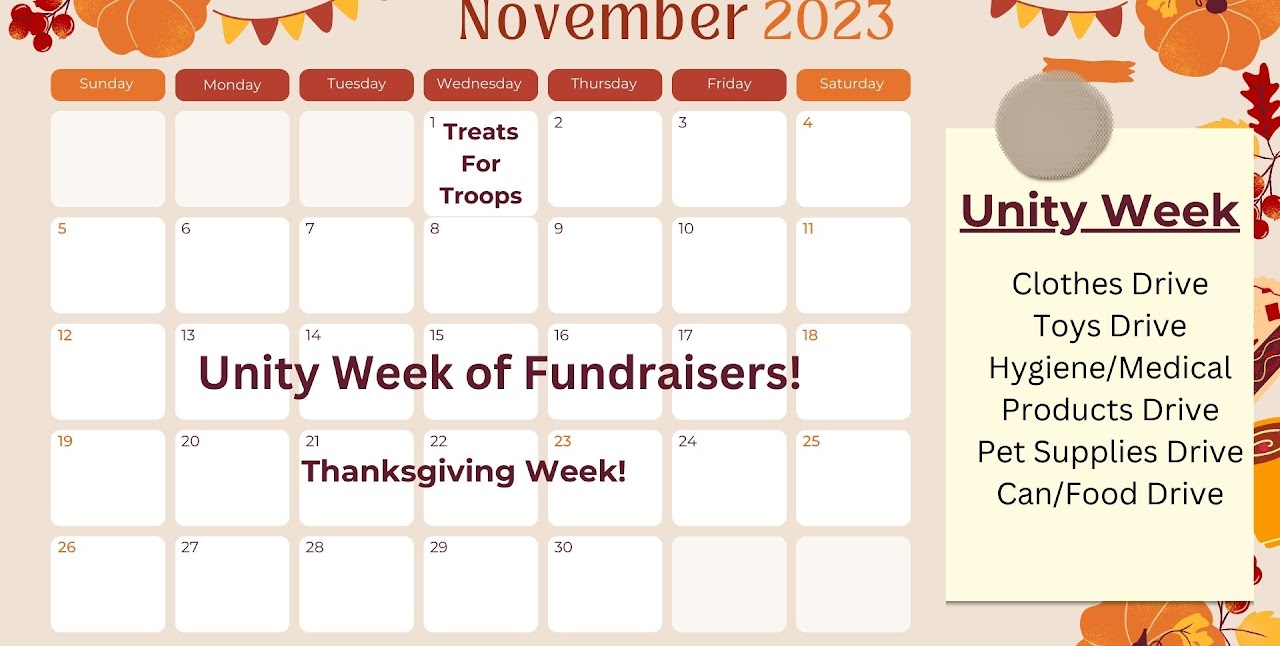 November 2023
Sunday Monday Tuesday Wednesday Thursday Friday Saturday
1 2 3 4
Treats
For
Troops
5 6 7 8 9 10 11
12 13 14 15 16 17 18
Unity Week of Fundraisers!
19 20 21 22 23 24 25
Thanksgiving Week!
26 27 28 29 30
Unity Week
Clothes Drive
Toys Drive
Hygiene/Medical
Products Drive
Pet Supplies Drive
Can/Food Drive